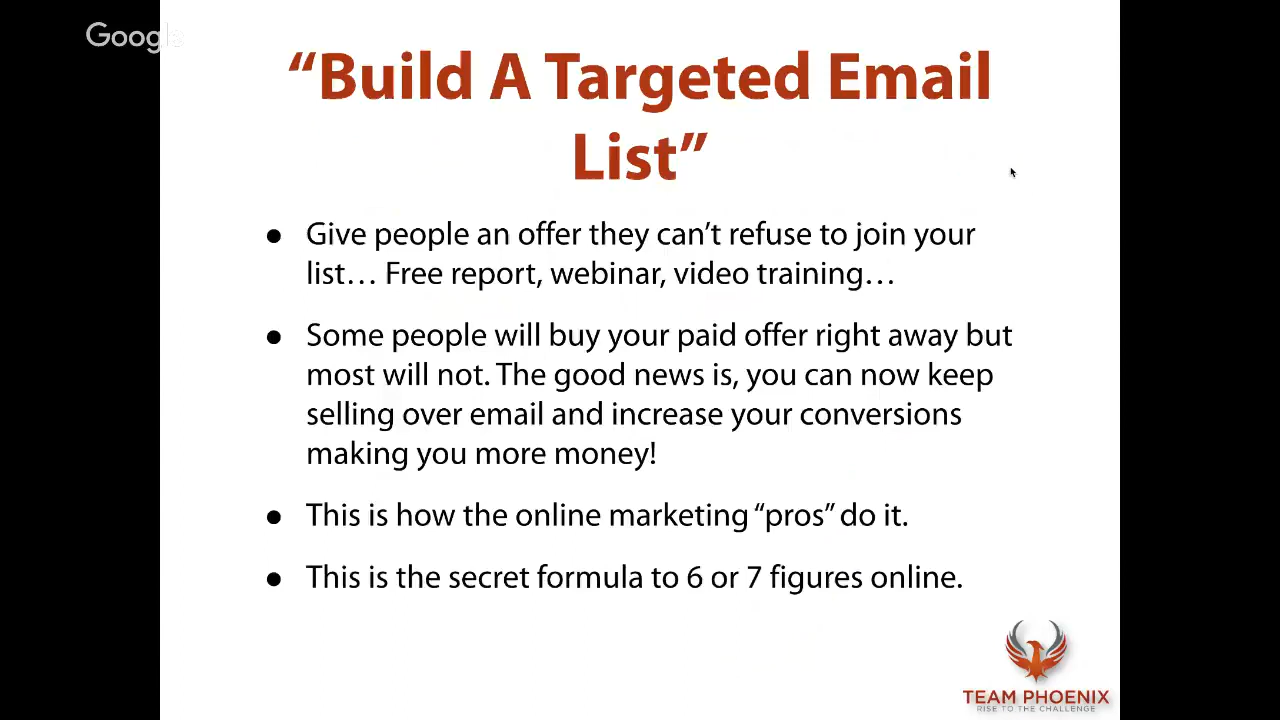 Google
“Build A Targeted Email
List”
● Give people an offer they can’t refuse to join your
list… Free report, webinar, video training…
● Some people will buy your paid offer right away but
most will not. The good news is, you can now keep
selling over email and increase your conversions
making you more money!
● This is how the online marketing “pros” do it.
● This is the secret formula to 6 or 7 figures online.
TEAM PHOENIX
RISE TO THE CHALLENGE